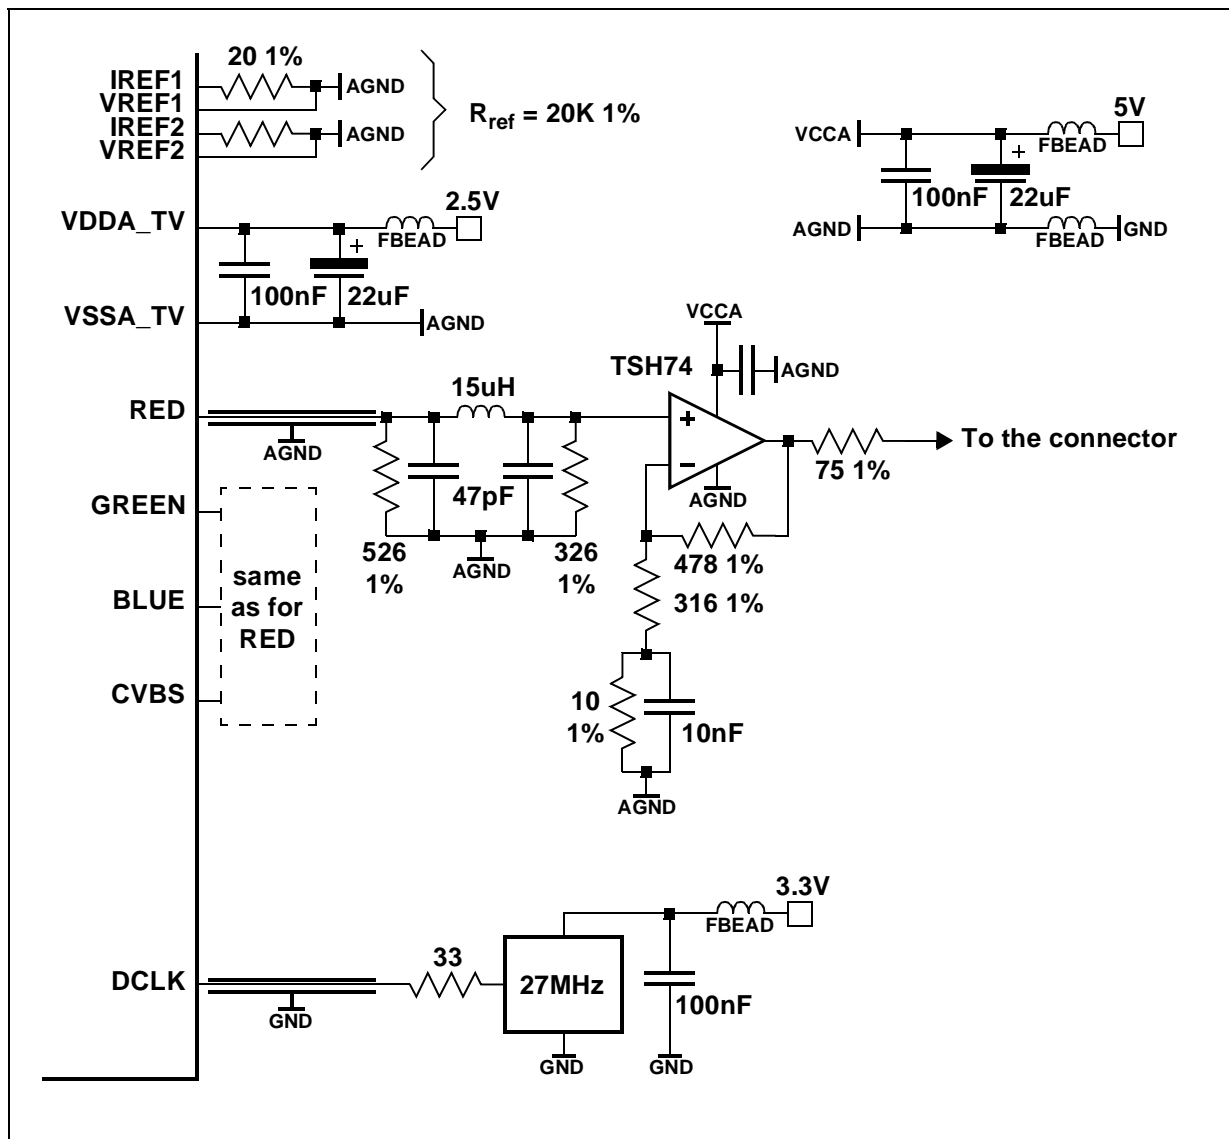 20 1%
IREF1
AGND
VREF1
IREF2
AGND
VREF2
Rref = 20K 1%
5V
VCCA
+
FBEAD
100nF
22uF
AGND
FBEAD
GND
2.5V
VDDA_TV
+
FBEAD
100nF
22uF
VSSA_TV
AGND
VCCA
TSH74
AGND
15uH
RED
AGND
+
−
To the connector
75 1%
AGND
47pF
GREEN
526
1%
AGND
326
1%
478 1%
same
as for
RED
BLUE
316 1%
CVBS
10
1%
10nF
AGND
3.3V
FBEAD
33
DCLK
27MHz
100nF
GND
GND
GND